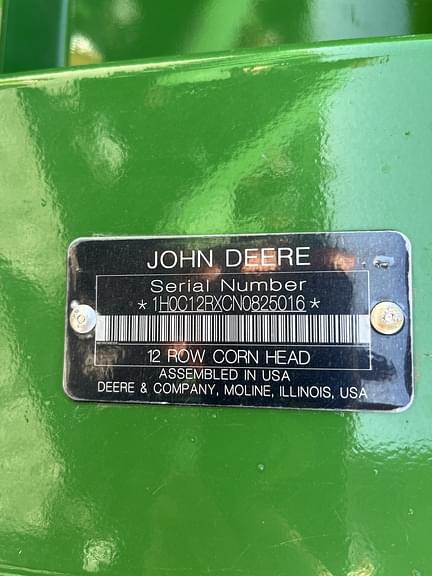 JOHN DEERE
Serial Number
*1H0C12RXCN0825016*
12 ROW CORN HEAD
ASSEMBLED IN USA
DEERE & COMPANY, MOLINE, ILLINOIS, USA